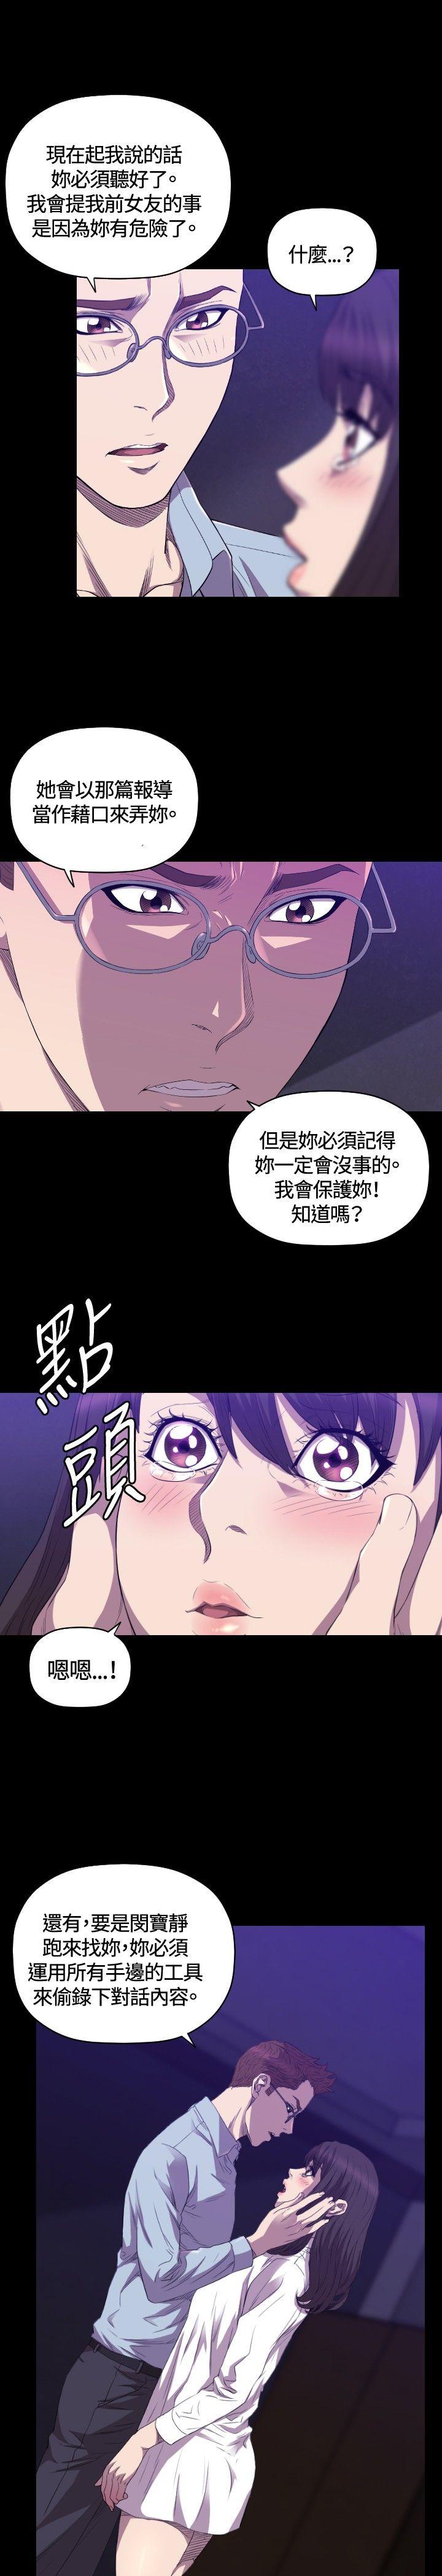 現在起我說的話
妳必須聽好了。
我會提我前女友的事
是因為妳有危險了。
什麼...?
她會以那篇報導
當作藉口來弄妳。
但是妳必須記得
妳一定會沒事的。
我會保護妳!
知道嗎?
點
頭
嗯嗯...!
還有,要是閔寶靜
跑來找妳,妳必須
運用所有手邊的工具
來偷錄下對話內容。